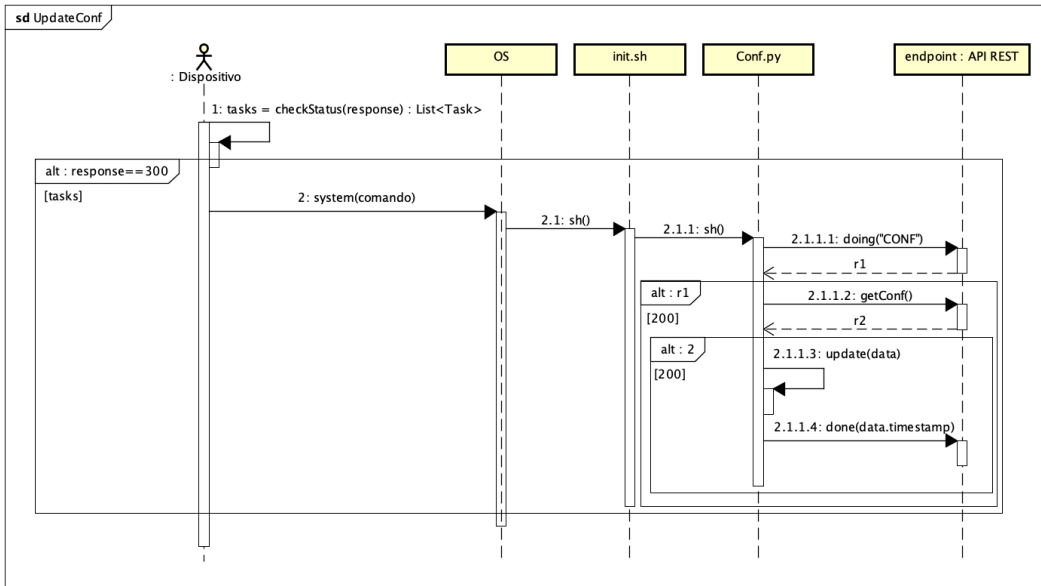 sd UpdateConf
: Dispositivo
OS
init.sh
Conf.py
endpoint : API REST
1: tasks = checkStatus(response) : List<Task>
alt : response==300
[tasks]
2: system(comando)
2.1: sh()
2.1.1: sh()
2.1.1.1: doing("CONF")
r1
alt : r1
[200]
2.1.1.2: getConf()
r2
alt : 2
[200]
2.1.1.3: update(data)
2.1.1.4: done(data.timestamp)